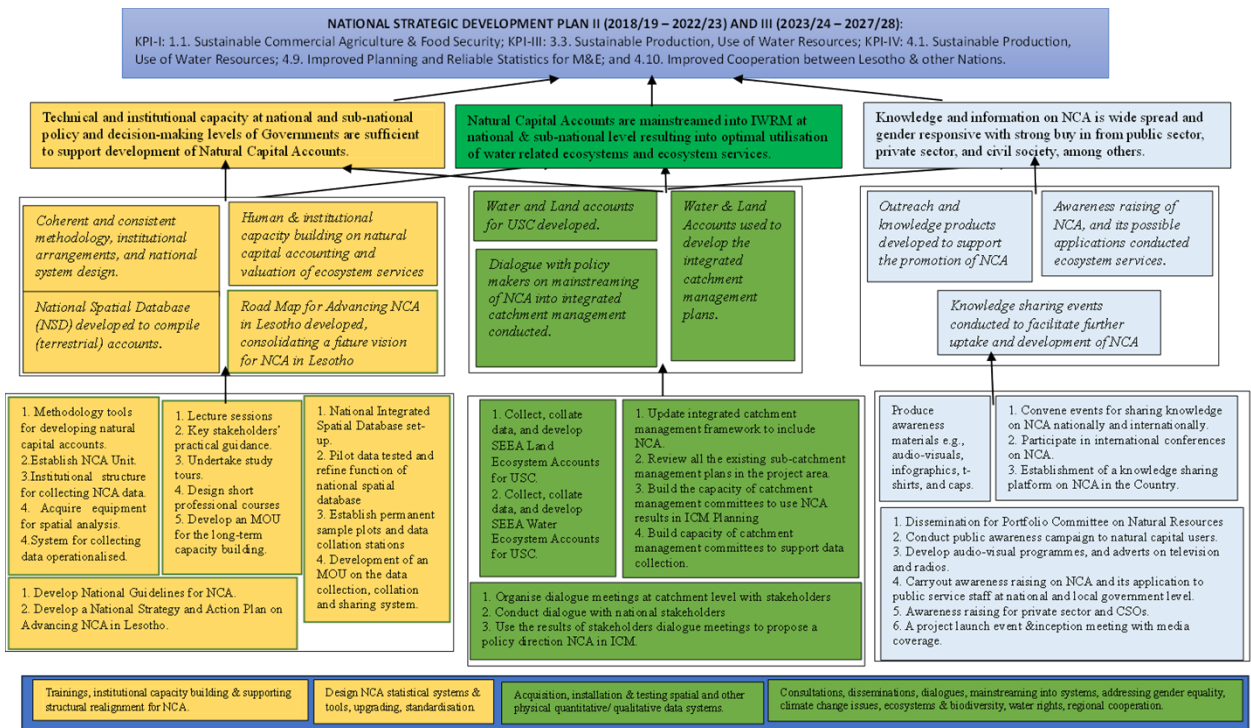 NATIONAL STRATEGIC DEVELOPMENT PLAN II (2018/19 – 2022/23) AND III (2023/24 – 2027/28):
KPI-I: 1.1. Sustainable Commercial Agriculture & Food Security; KPI-III: 3.3. Sustainable Production, Use of Water Resources; KPI-IV: 4.1. Sustainable Production,
Use of Water Resources; 4.9. Improved Planning and Reliable Statistics for M&E; and 4.10. Improved Cooperation between Lesotho & other Nations.
Technical and institutional capacity at national and sub-national
policy and decision-making levels of Governments are sufficient
to support development of Natural Capital Accounts.
Natural Capital Accounts are mainstreamed into IWRM at
national & sub-national level resulting into optimal utilisation
of water related ecosystems and ecosystem services.
Knowledge and information on NCA is wide spread and
gender responsive with strong buy in from public sector,
private sector, and civil society, among others.
Coherent and consistent
methodology, institutional
arrangements, and national
system design.
Human & institutional
capacity building on natural
capital accounting and
valuation of ecosystem services
National Spatial Database
(NSD) developed to compile
(terrestrial) accounts.
Road Map for Advancing NCA
in Lesotho developed,
consolidating a future vision
for NCA in Lesotho
Water and Land accounts
for USC developed.
Dialogue with policy
makers on mainstreaming
of NCA into integrated
catchment management
conducted.
Water & Land
Accounts used to
develop the
integrated
catchment
management
plans.
Outreach and
knowledge products
developed to support
the promotion of NCA
Awareness raising of
NCA, and its possible
applications conducted
ecosystem services.
Knowledge sharing events
conducted to facilitate further
uptake and development of NCA
1. Methodology tools
for developing natural
capital accounts.
2.Establish NCA Unit.
3.Institutional structure
for collecting NCA data.
4. Acquire equipment
for spatial analysis.
4.System for collecting
data operationalised.
1. Lecture sessions
2. Key stakeholders'
practical guidance.
3. Undertake study
tours.
4. Design short
professional courses
5. Develop an MOU
for the long-term
capacity building.
1. National Integrated
Spatial Database set-
up.
2. Pilot data tested and
refine function of
national spatial
database
3. Establish permanent
sample plots and data
collation stations
4. Development of an
MOU on the data
collection, collation
and sharing system.
1. Develop National Guidelines for NCA.
2. Develop a National Strategy and Action Plan on
Advancing NCA in Lesotho.
1. Collect, collate
data, and develop
SEEA Land
Ecosystem Accounts
for USC.
2. Collect, collate
data, and develop
SEEA Water
Ecosystem Accounts
for USC.
1. Update integrated catchment
management framework to include
NCA.
2. Review all the existing sub-catchment
management plans in the project area.
3. Build the capacity of catchment
management committees to use NCA
results in ICM Planning
4. Build capacity of catchment
management committees to support data
collection.
1. Organise dialogue meetings at catchment level with stakeholders
2. Conduct dialogue with national stakeholders
3. Use the results of stakeholders dialogue meetings to propose a
policy direction NCA in ICM.
Produce
awareness
materials e.g.,
audio-visuals,
infographics, t-
shirts, and caps.
1. Convene events for sharing knowledge
on NCA nationally and internationally.
2. Participate in international conferences
on NCA.
3. Establishment of a knowledge sharing
platform on NCA in the Country.
1. Dissemination for Portfolio Committee on Natural Resources
2. Conduct public awareness campaign to natural capital users.
3. Develop audio-visual programmes, and adverts on television
and radios.
4. Carryout awareness raising on NCA and its application to
public service staff at national and local government level.
5. Awareness raising for private sector and CSOs.
6. A project launch event &inception meeting with media
coverage.
Trainings, institutional capacity building & supporting
structural realignment for NCA.
Design NCA statistical systems &
tools, upgrading, standardisation.
Acquisition, installation & testing spatial and other
physical quantitative/ qualitative data systems.
Consultations, disseminations, dialogues, mainstreaming into systems, addressing gender equality,
climate change issues, ecosystems & biodiversity, water rights, regional cooperation.